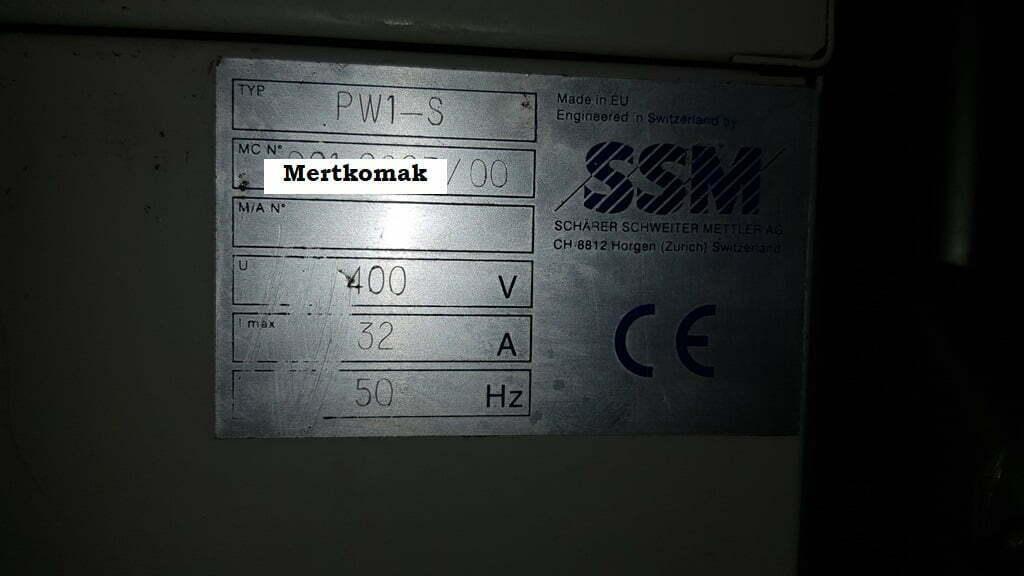 TYP PW1-S
MC N° /00
Mertkomak
M/A N°
U 400 V
I max 32 A
50 Hz
Made in EU
Engineered in Switzerland by
SSM
SCHÄRER SCHWEITER METTLER AG
CH-8812 Horgen (Zurich) Switzerland
CE